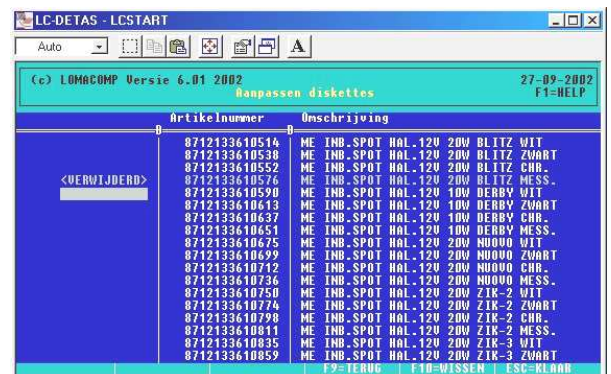 LC-DETAS - LCSTART
Auto A
(c) LOMACOMP Versie 6.01 2002 27-09-2002
Aanpassen diskettes F1=HELP
Artikelnummer Omschrijving
8712133610514 ME INB.SPOT HAL.12V 20W BLITZ WIT
8712133610538 ME INB.SPOT HAL.12V 20W BLITZ ZWART
8712133610552 ME INB.SPOT HAL.12V 20W BLITZ CHR.
<VERWIJDERD> 8712133610576 ME INB.SPOT HAL.12V 20W BLITZ MESS.
8712133610590 ME INB.SPOT HAL.12V 10W DERBY WIT
8712133610613 ME INB.SPOT HAL.12V 10W DERBY ZWART
8712133610637 ME INB.SPOT HAL.12V 10W DERBY CHR.
8712133610651 ME INB.SPOT HAL.12V 10W DERBY MESS.
8712133610675 ME INB.SPOT HAL.12V 20W NUOVO WIT
8712133610699 ME INB.SPOT HAL.12V 20W NUOVO ZWART
8712133610712 ME INB.SPOT HAL.12V 20W NUOVO CHR.
8712133610736 ME INB.SPOT HAL.12V 20W NUOVO MESS.
8712133610750 ME INB.SPOT HAL.12V 20W ZIK-2 WIT
8712133610774 ME INB.SPOT HAL.12V 20W ZIK-2 ZWART
8712133610798 ME INB.SPOT HAL.12V 20W ZIK-2 CHR.
8712133610811 ME INB.SPOT HAL.12V 20W ZIK-2 MESS.
8712133610835 ME INB.SPOT HAL.12V 20W ZIK-3 WIT
8712133610859 ME INB.SPOT HAL.12V 20W ZIK-3 ZWART
F9=TERUG F10=WISSEN ESC=KLAAR